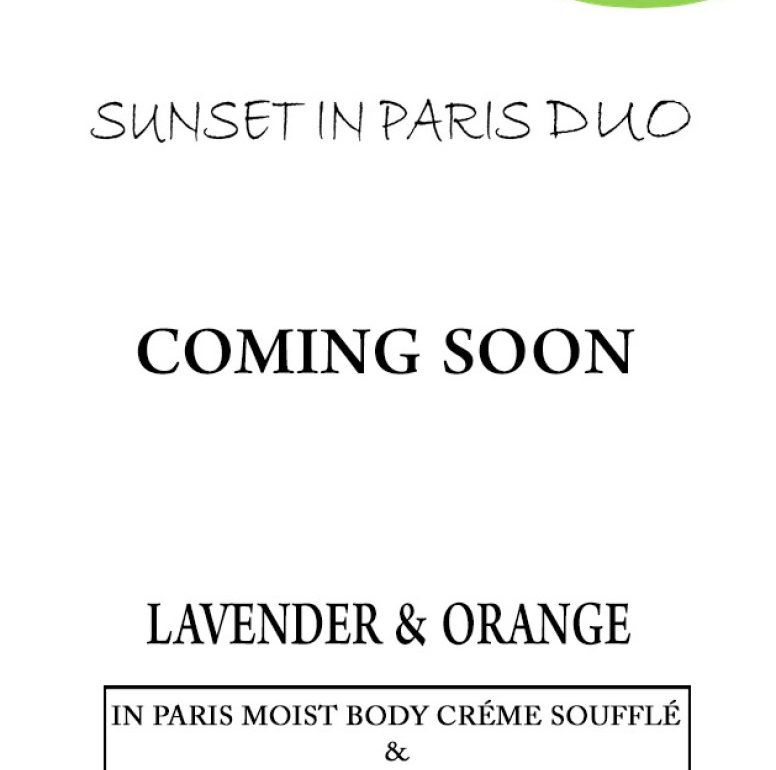 SUNSET IN PARIS DUO
COMING SOON
LAVENDER & ORANGE
IN PARIS MOIST BODY CRÉME SOUFFLÉ
&